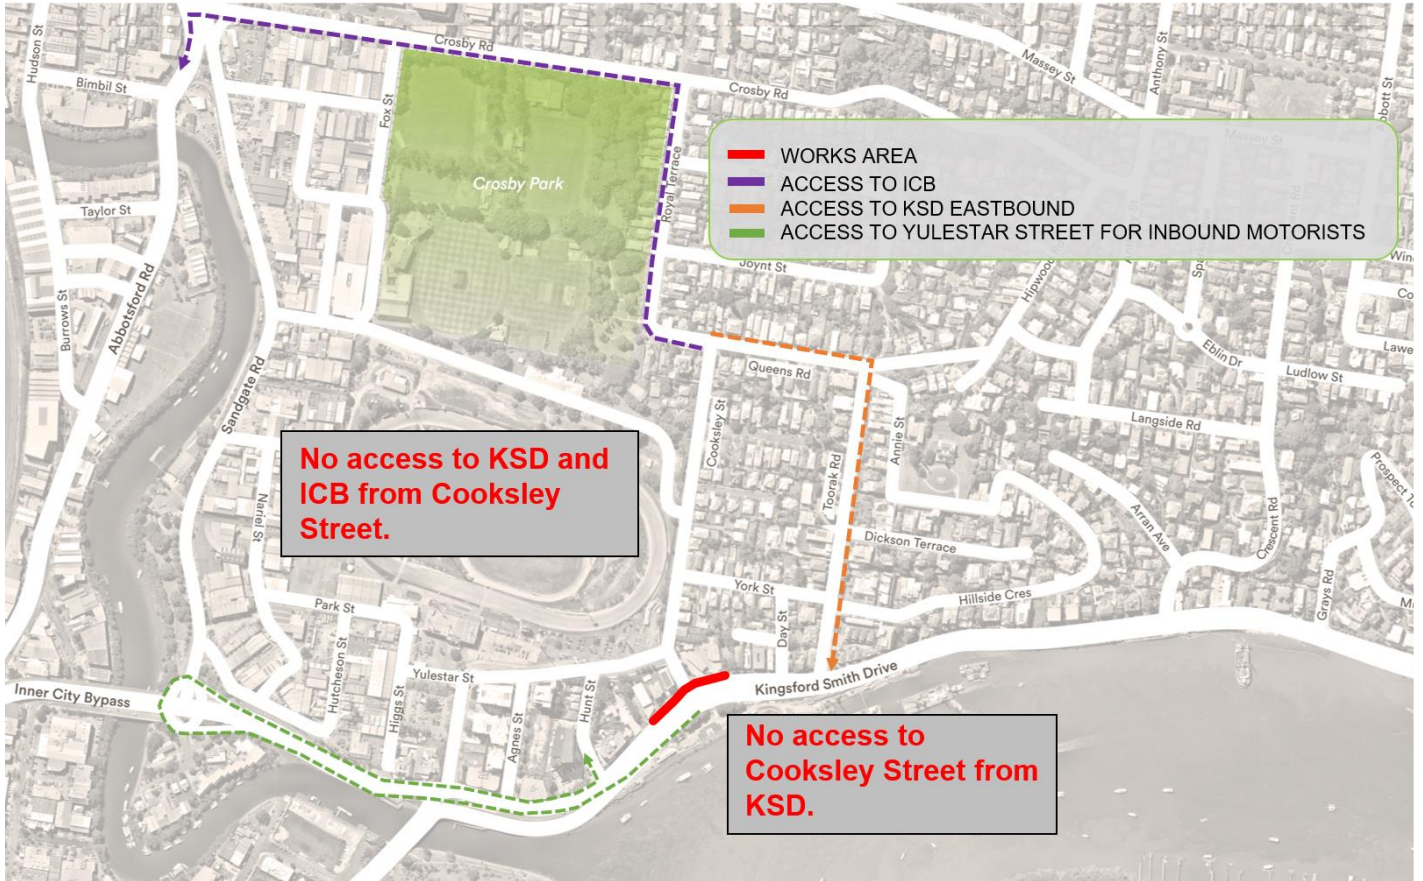 Hudson St
Bimbil St
Crosby Rd
Massey St
Anthony St
Abbott St
Fox St
Crosby Rd
Massey St
WORKS AREA
ACCESS TO ICB
ACCESS TO KSD EASTBOUND
ACCESS TO YULESTAR STREET FOR INBOUND MOTORISTS
Crosby Park
Royal Terrace
Taylor St
Joynt St
Burrows St
Abbotsford Rd
Sandgate Rd
Queens Rd
Eblin Dr
Ludlow St
Cooksley St
Annie St
Langside Rd
No access to KSD and
ICB from Cooksley
Street.
Toorak Rd
Nariel St
Dickson Terrace
Arran Ave
Crescent Rd
York St
Hillside Cres
Grays Rd
Park St
Day St
Hutcheson St
Yulestar St
Higgs St
Agnes St
Hunt St
Kingsford Smith Drive
Inner City Bypass
No access to
Cooksley Street from
KSD.